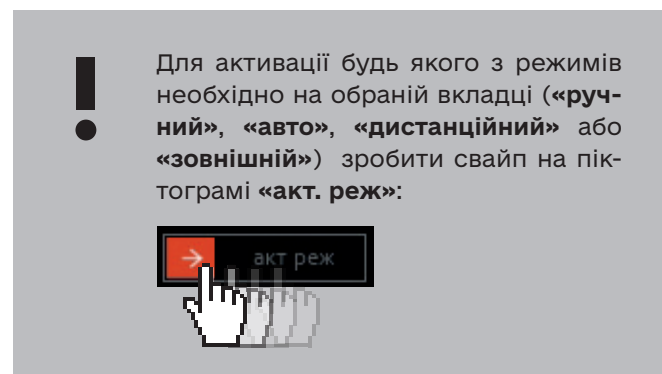 Для активації будь якого з режимів
необхідно на обраній вкладці («руч-
ний», «авто», «дистанційний» або
«зовнішній») зробити свайп на пік-
тограмі «акт. реж»:
акт реж